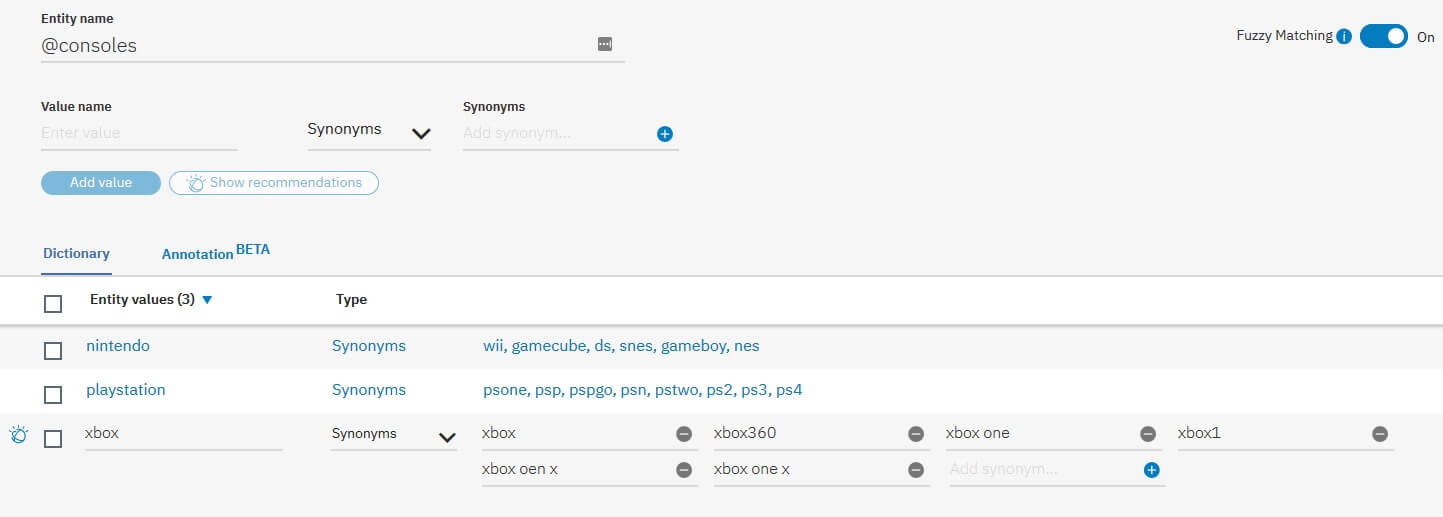 Entity name
@consoles
Fuzzy Matching i On
Value name Synonyms
Enter value Synonyms Add synonym...
Add value Show recommendations
Dictionary Annotation BETA
Entity values (3) Type
nintendo Synonyms wii, gamecube, ds, snes, gameboy, nes
playstation Synonyms psone, psp, pspgo, psn, pstwo, ps2, ps3, ps4
xbox Synonyms xbox xbox360 xbox one xbox1
xbox oen x xbox one x Add synonym...